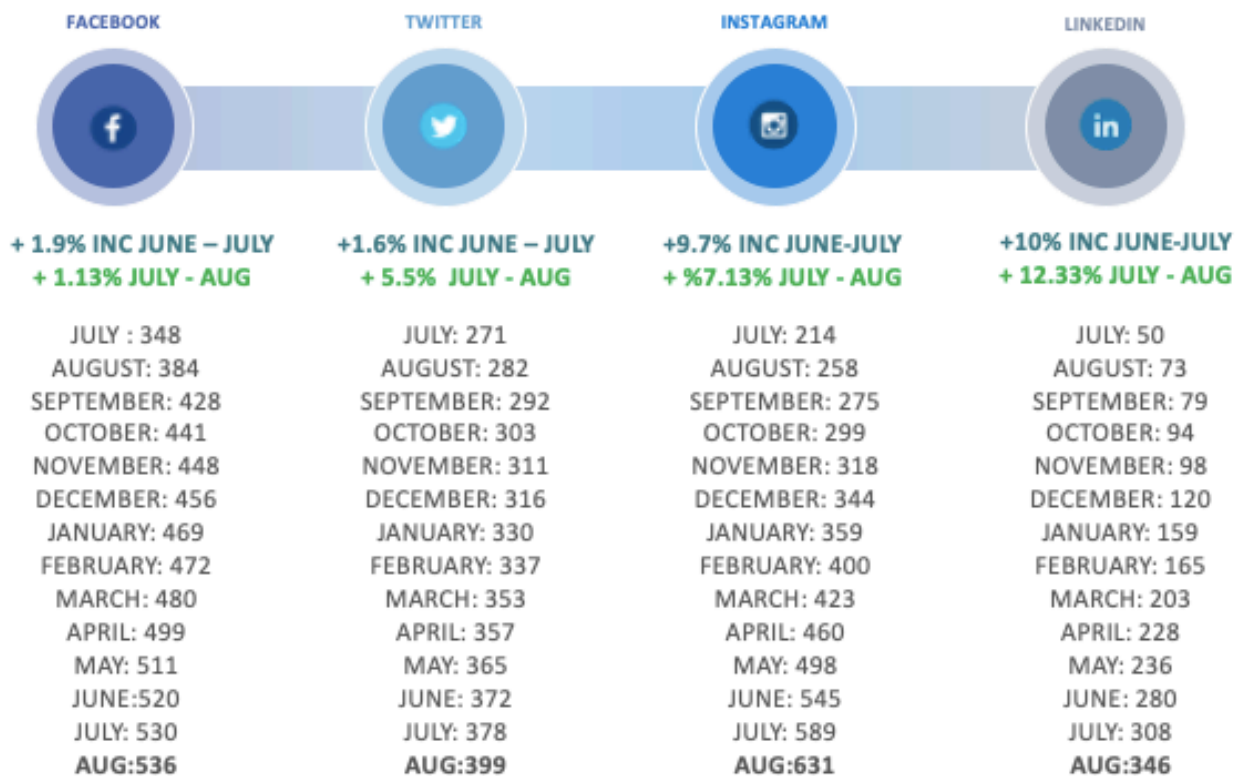 FACEBOOK
TWITTER
INSTAGRAM
LINKEDIN
f
in
+ 1.9% INC JUNE – JULY
+ 1.13% JULY - AUG
+1.6% INC JUNE – JULY
+ 5.5% JULY - AUG
+9.7% INC JUNE-JULY
+ %7.13% JULY - AUG
+10% INC JUNE-JULY
+ 12.33% JULY - AUG
JULY : 348
AUGUST: 384
SEPTEMBER: 428
OCTOBER: 441
NOVEMBER: 448
DECEMBER: 456
JANUARY: 469
FEBRUARY: 472
MARCH: 480
APRIL: 499
MAY: 511
JUNE:520
JULY: 530
AUG:536
JULY: 271
AUGUST: 282
SEPTEMBER: 292
OCTOBER: 303
NOVEMBER: 311
DECEMBER: 316
JANUARY: 330
FEBRUARY: 337
MARCH: 353
APRIL: 357
MAY: 365
JUNE: 372
JULY: 378
AUG:399
JULY: 214
AUGUST: 258
SEPTEMBER: 275
OCTOBER: 299
NOVEMBER: 318
DECEMBER: 344
JANUARY: 359
FEBRUARY: 400
MARCH: 423
APRIL: 460
MAY: 498
JUNE: 545
JULY: 589
AUG:631
JULY: 50
AUGUST: 73
SEPTEMBER: 79
OCTOBER: 94
NOVEMBER: 98
DECEMBER: 120
JANUARY: 159
FEBRUARY: 165
MARCH: 203
APRIL: 228
MAY: 236
JUNE: 280
JULY: 308
AUG:346